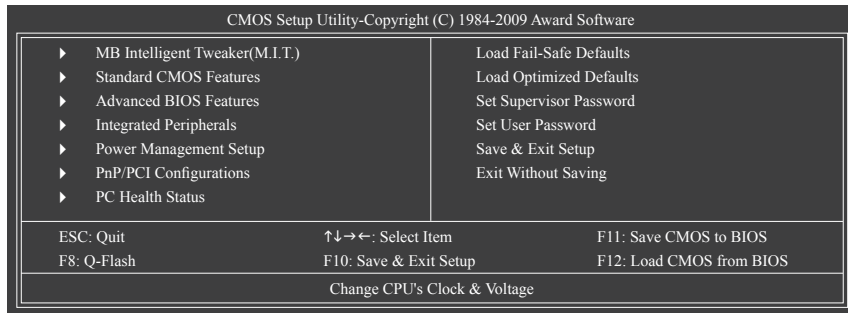 CMOS Setup Utility-Copyright (C) 1984-2009 Award Software
MB Intelligent Tweaker(M.I.T.)
Standard CMOS Features
Advanced BIOS Features
Integrated Peripherals
Power Management Setup
PnP/PCI Configurations
PC Health Status
Load Fail-Safe Defaults
Load Optimized Defaults
Set Supervisor Password
Set User Password
Save & Exit Setup
Exit Without Saving
ESC: Quit ↑↓→←: Select Item F11: Save CMOS to BIOS
F8: Q-Flash F10: Save & Exit Setup F12: Load CMOS from BIOS
Change CPU's Clock & Voltage